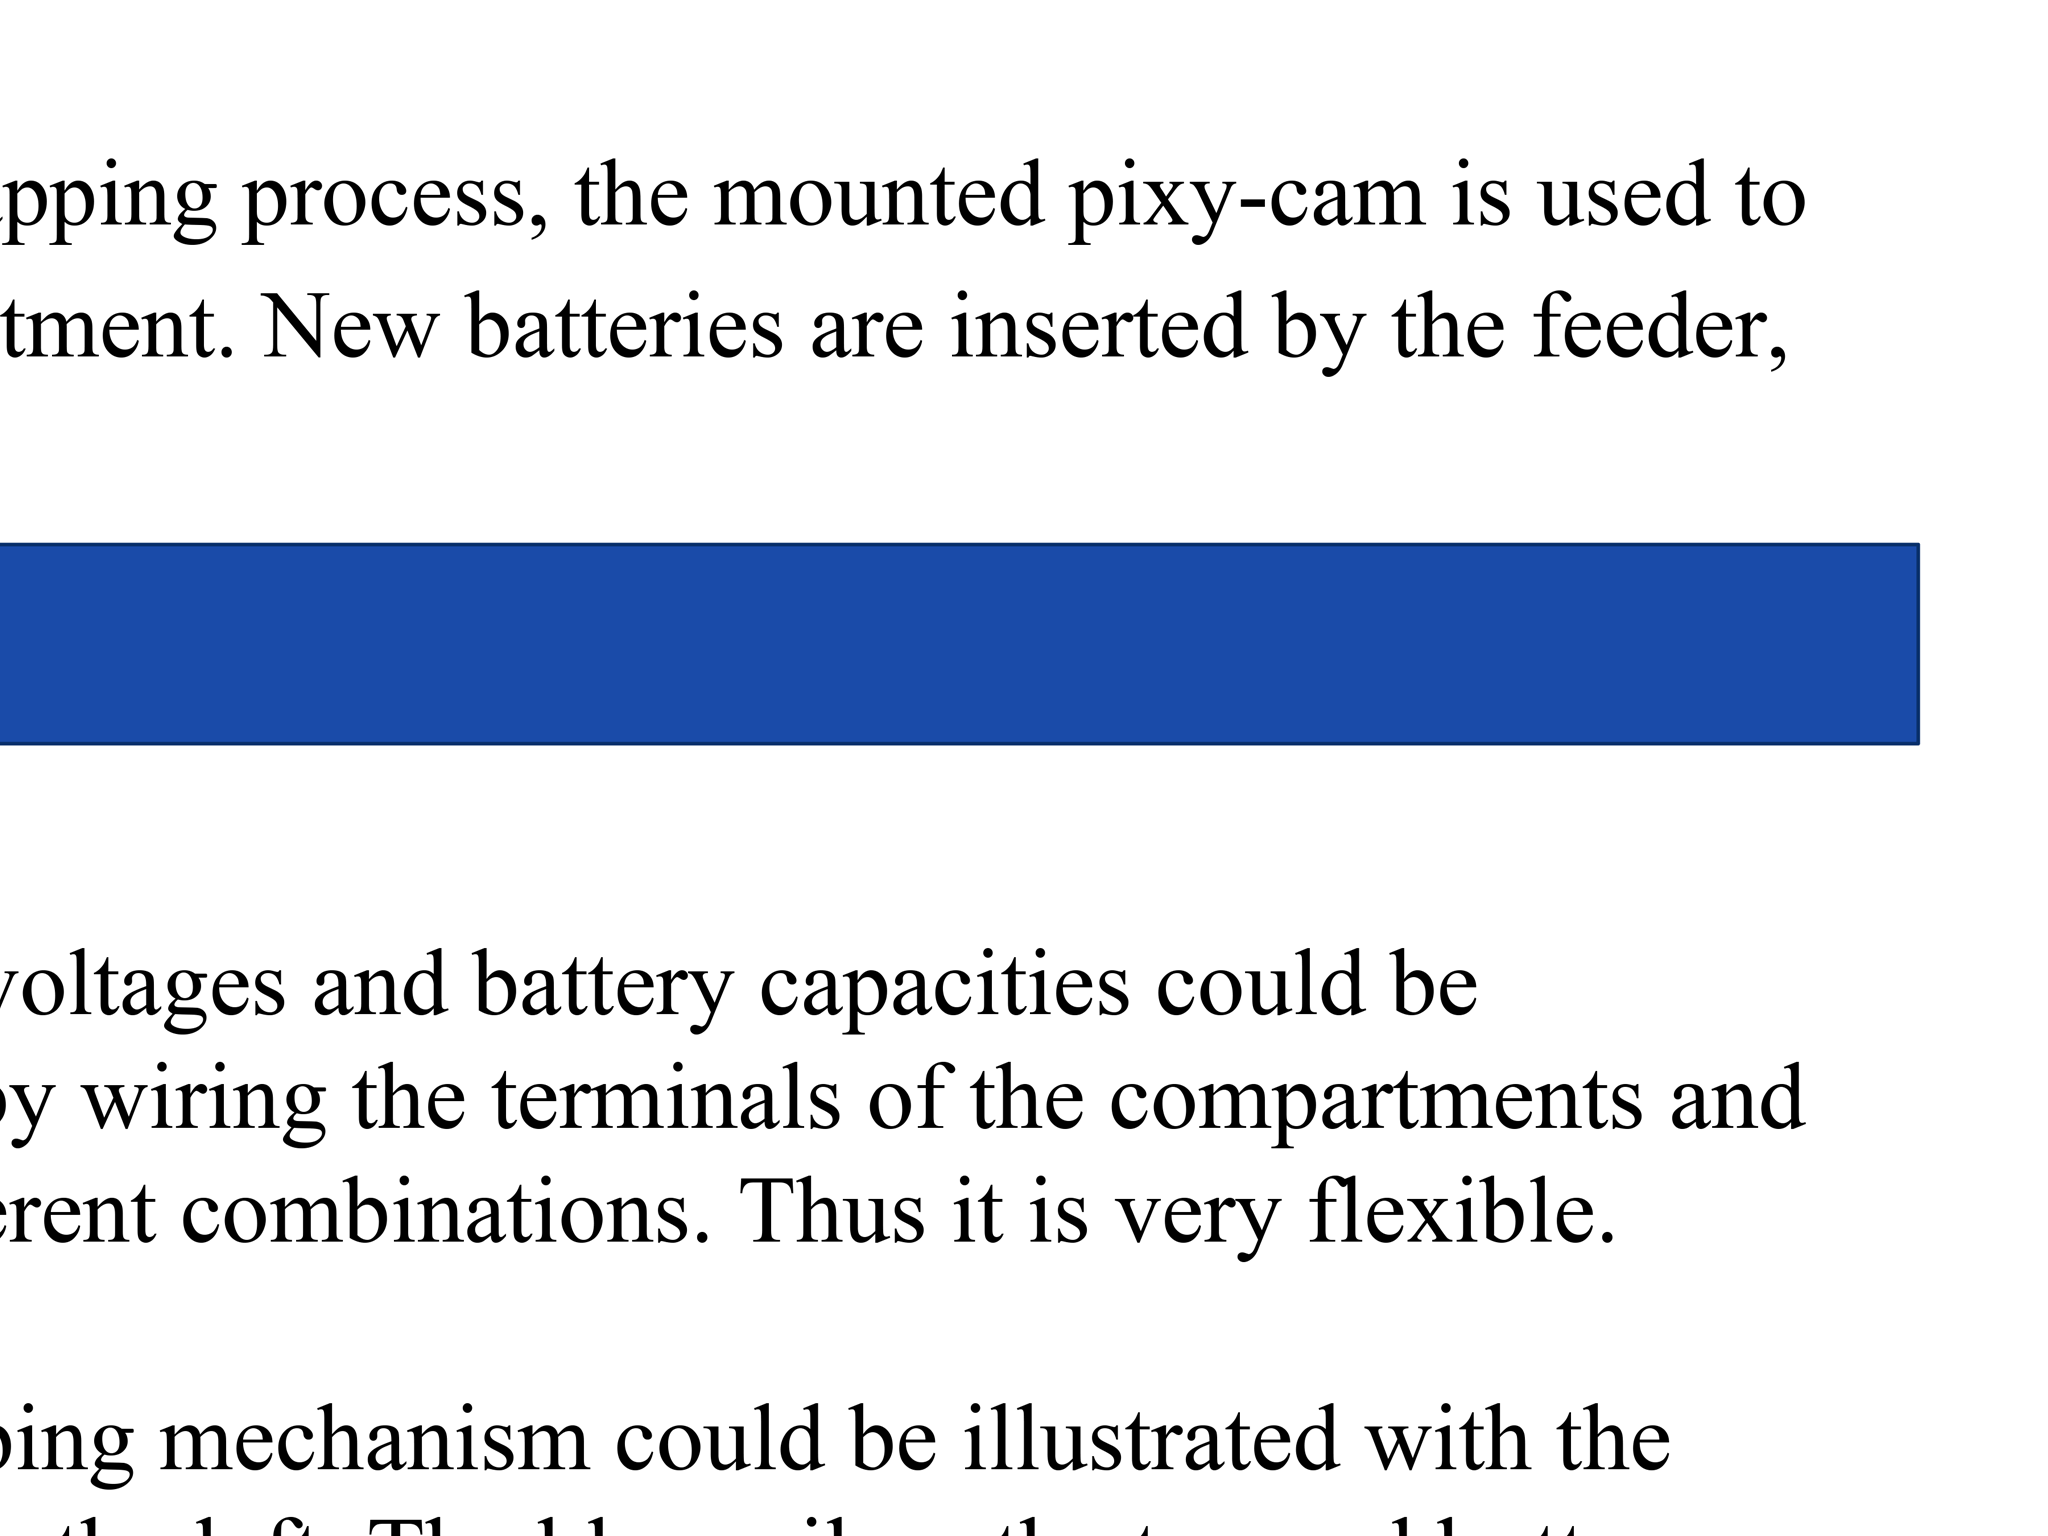 pping process, the mounted pixy-cam is used to
tment. New batteries are inserted by the feeder,
voltages and battery capacities could be
by wiring the terminals of the compartments and
erent combinations. Thus it is very flexible.
ping mechanism could be illustrated with the